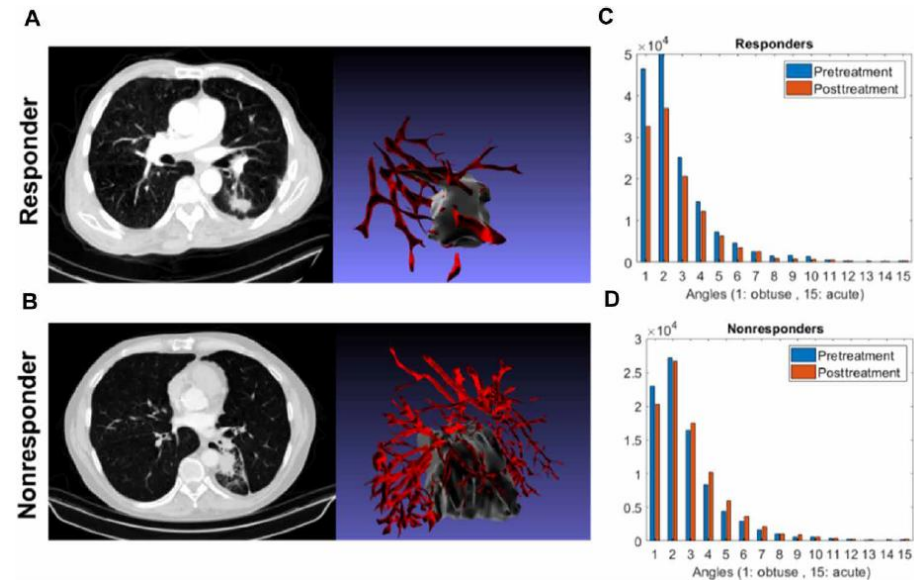 A
Responder
B
Nonresponder
C
×10⁴
Responders
Pretreatment
Posttreatment
5
4
3
2
1
0
1 2 3 4 5 6 7 8 9 10 11 12 13 14 15
Angles (1: obtuse , 15: acute)
D
×10⁴
Nonresponders
Pretreatment
Posttreatment
3
2.5
2
1.5
1
0.5
0
1 2 3 4 5 6 7 8 9 10 11 12 13 14 15
Angles (1: obtuse , 15: acute)